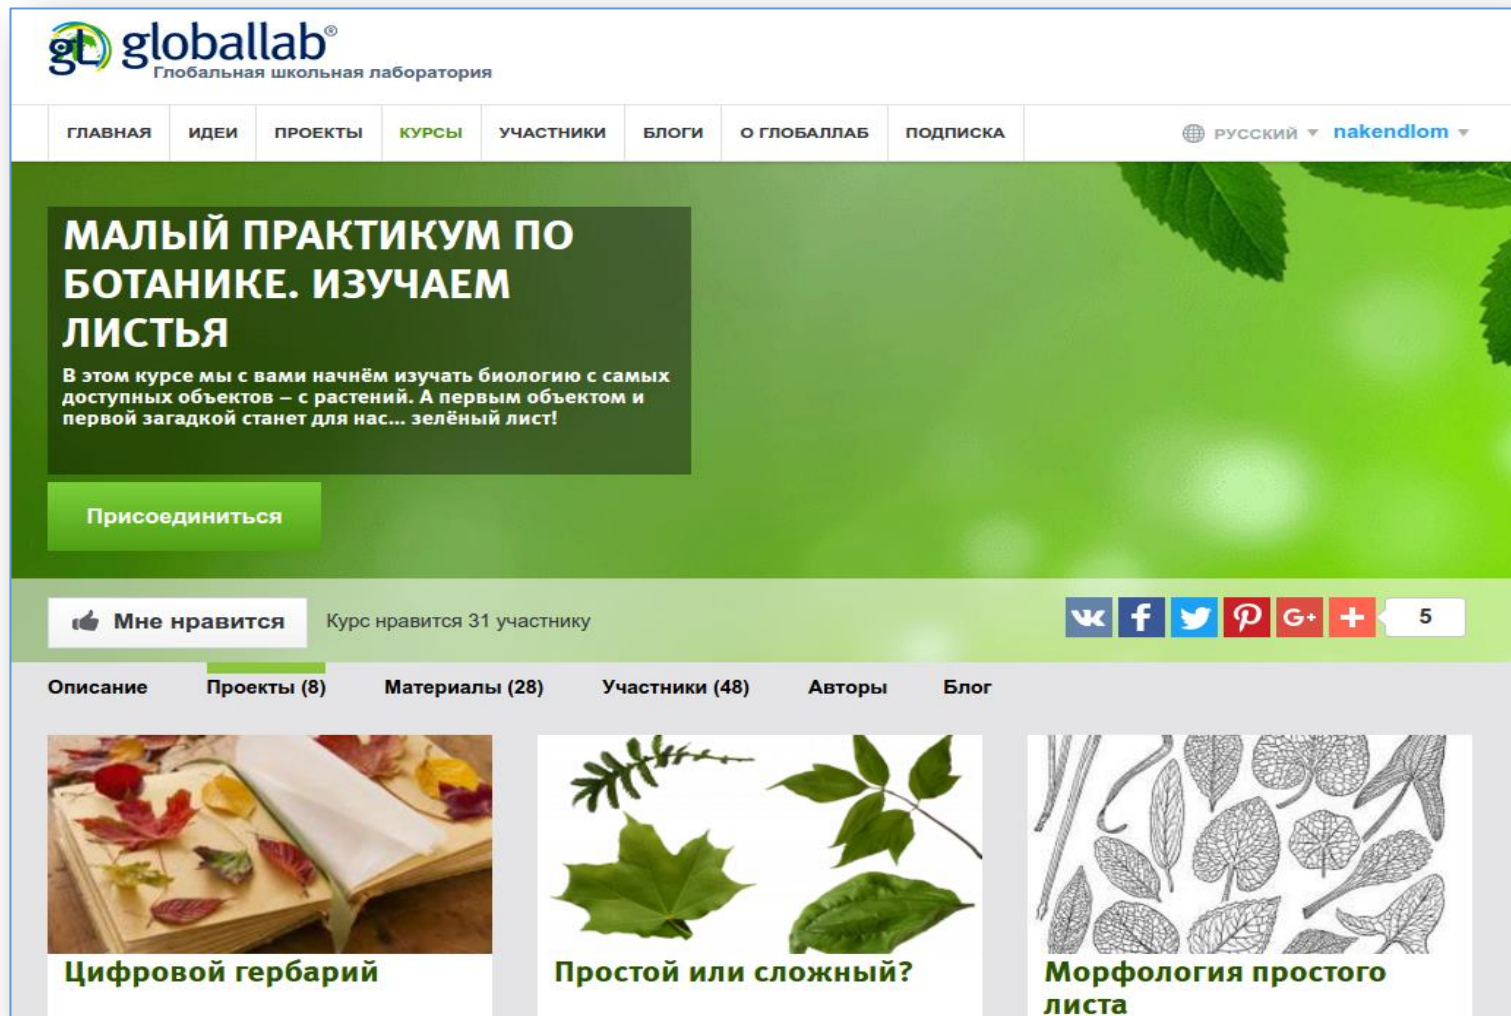 gL globallab®
Глобальная школьная лаборатория
ГЛАВНАЯ ИДЕИ ПРОЕКТЫ КУРСЫ УЧАСТНИКИ БЛОГИ О ГЛОБАЛЛАБ ПОДПИСКА РУССКИЙ nakendlom
МАЛЫЙ ПРАКТИКУМ ПО
БОТАНИКЕ. ИЗУЧАЕМ
ЛИСТЬЯ
В этом курсе мы с вами начнём изучать биологию с самых
доступных объектов – с растений. А первым объектом и
первой загадкой станет для нас... зелёный лист!
Присоединиться
Мне нравится Курс нравится 31 участнику 5
Описание Проекты (8) Материалы (28) Участники (48) Авторы Блог
Цифровой гербарий
Простой или сложный?
Морфология простого
листа